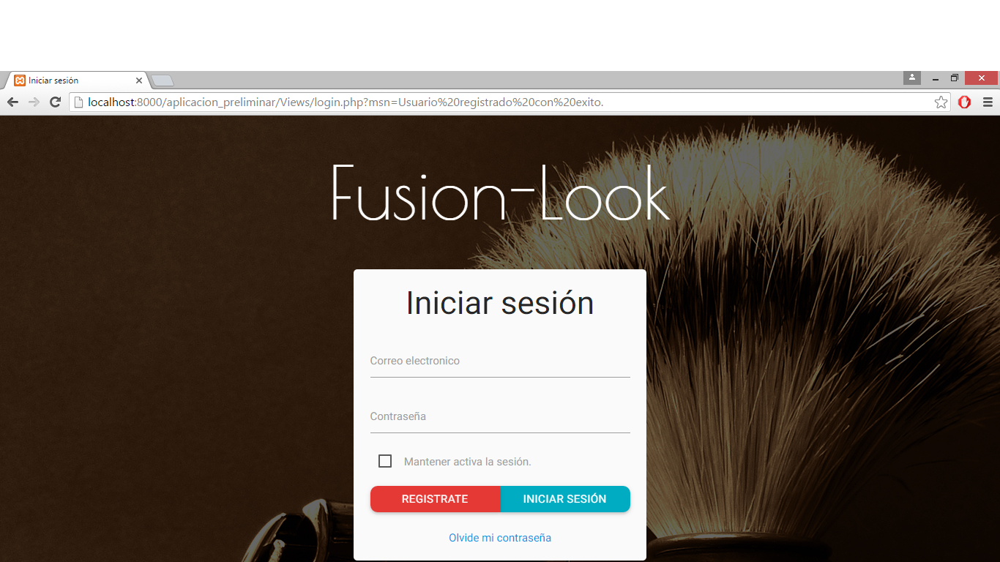 Iniciar sesión
localhost:8000/aplicacion_preliminar/Views/login.php?msn=Usuario%20registrado%20con%20exito.
Fusion-Look
Iniciar sesión
Correo electronico
Contraseña
Mantener activa la sesión.
REGISTRATE INICIAR SESIÓN
Olvide mi contraseña